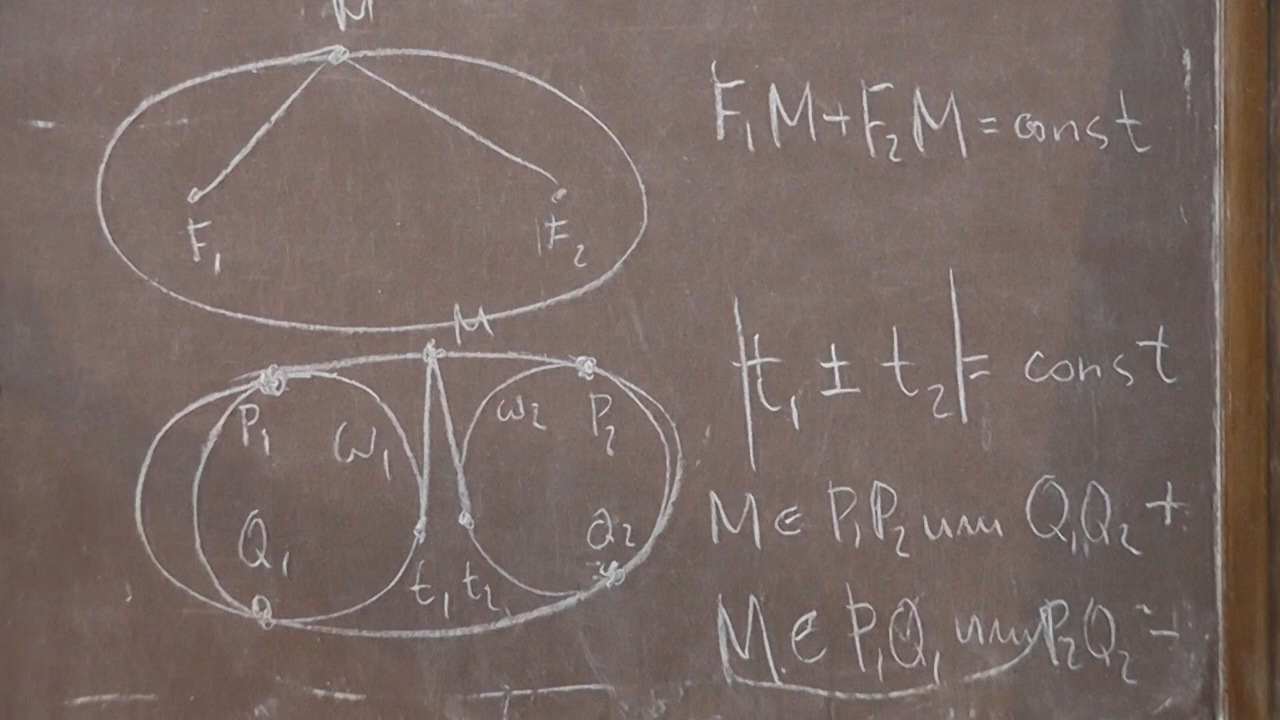 M
F₁M+F₂M=const
F₁
F₂
M
|t₁ ± t₂|= const
P₁
ω₁
ω₂
P₂
M ∈ P₁P₂ или Q₁Q₂ +
Q₁
Q₂
t₁
t₂
M ∈ P₁Q₁ или P₂Q₂ -